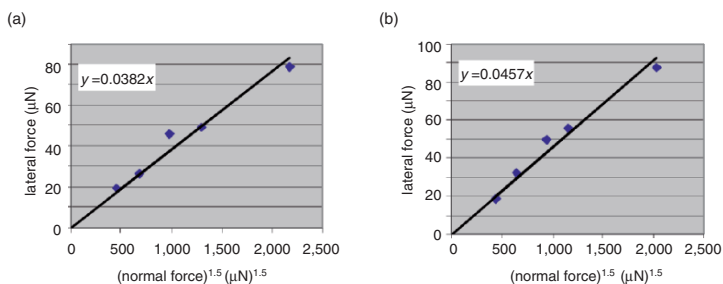 (a)
80
60
40
20
0
lateral force (μN)
y=0.0382x
0 500 1,000 1,500 2,000 2,500
(normal force)^1.5 (μN)^1.5
(b)
100
80
60
40
20
0
lateral force (μN)
y=0.0457x
0 500 1,000 1,500 2,000 2,500
(normal force)^1.5 (μN)^1.5